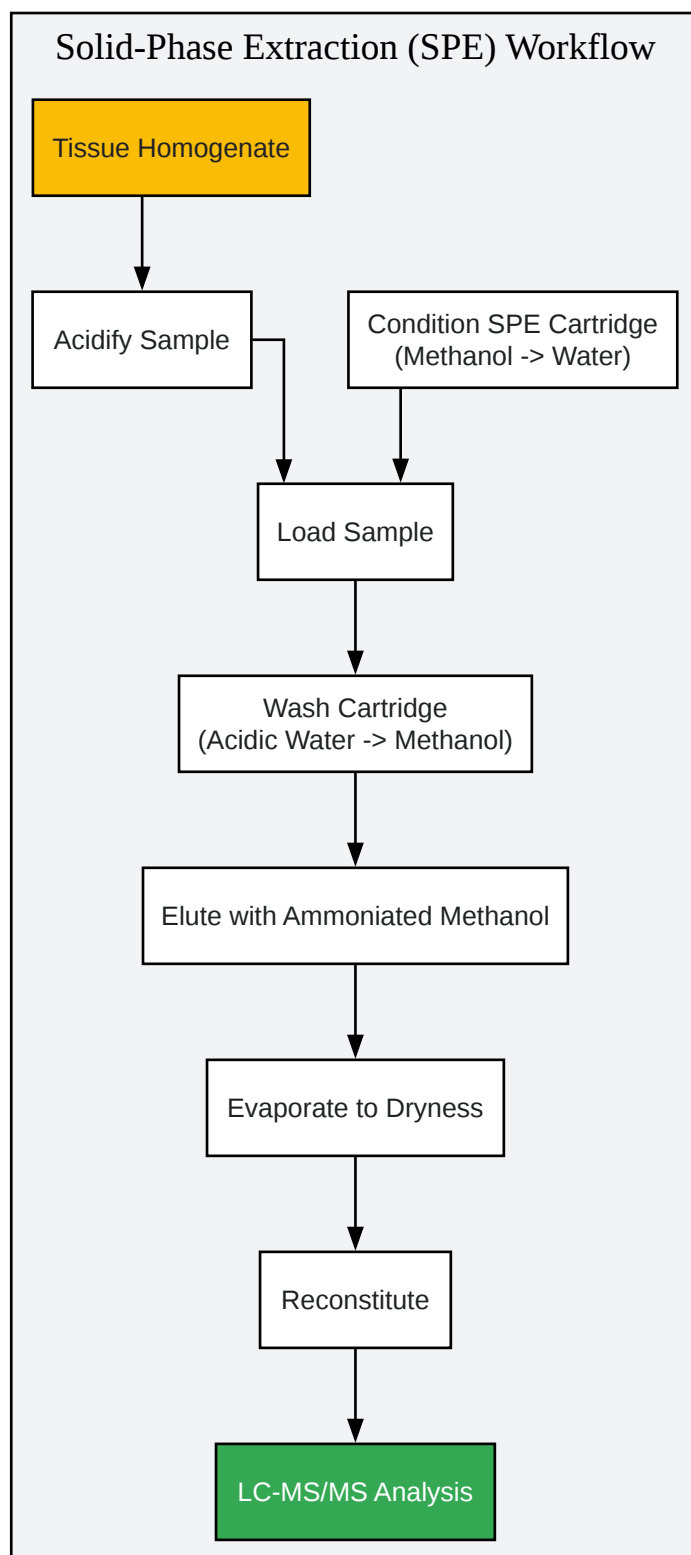 Solid-Phase Extraction (SPE) Workflow
Tissue Homogenate
Acidify Sample
Condition SPE Cartridge
(Methanol -> Water)
Load Sample
Wash Cartridge
(Acidic Water -> Methanol)
Elute with Ammoniated Methanol
Evaporate to Dryness
Reconstitute
LC-MS/MS Analysis